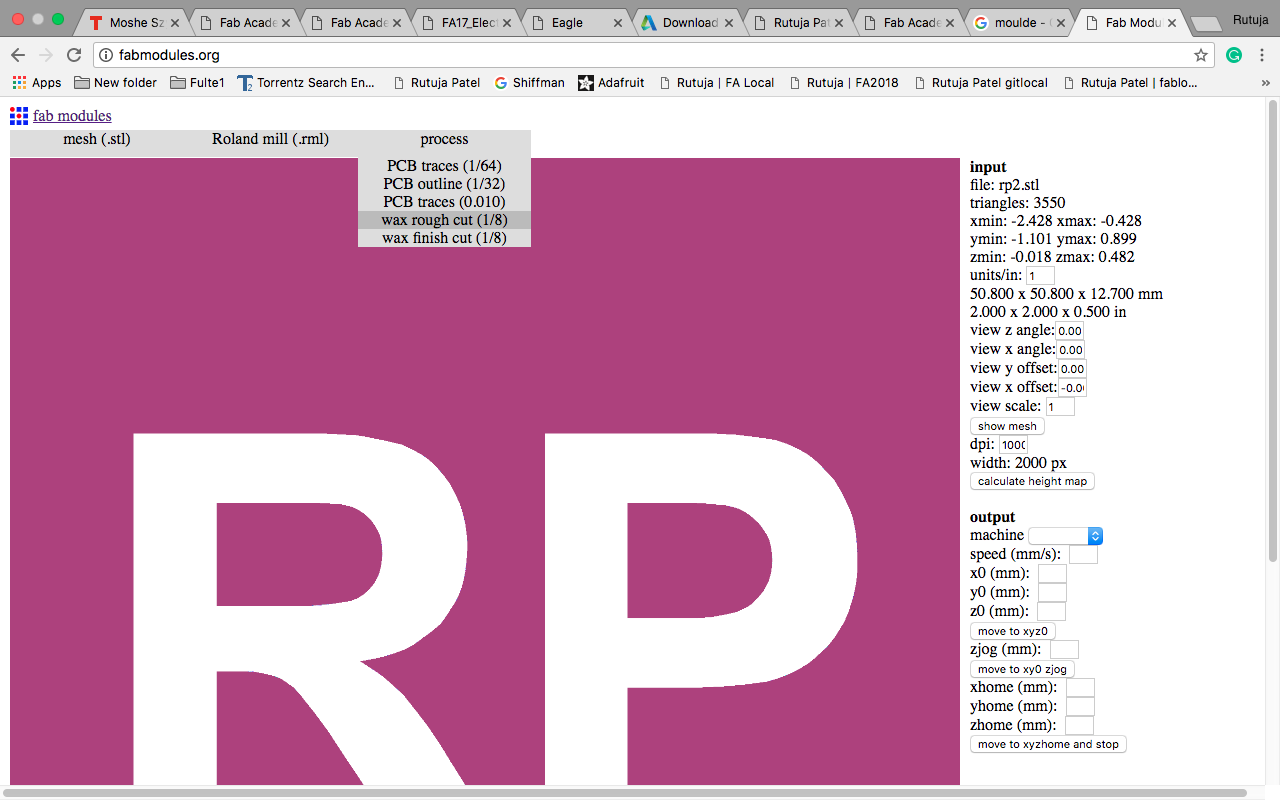 Moshe Sz
Fab Acade
Fab Acade
FA17_Elect
Eagle
Download
Rutuja Pat
Fab Acade
moulde -
Fab Modu
Rutuja
fabmodules.org
Apps
New folder
Fulte1
Torrentz Search En...
Rutuja Patel
Shiffman
Adafruit
Rutuja | FA Local
Rutuja | FA2018
Rutuja Patel gitlocal
Rutuja Patel | fablo...
»
fab modules
mesh (.stl)
Roland mill (.rml)
process
PCB traces (1/64)
PCB outline (1/32)
PCB traces (0.010)
wax rough cut (1/8)
wax finish cut (1/8)
RP
input
file: rp2.stl
triangles: 3550
xmin: -2.428 xmax: -0.428
ymin: -1.101 ymax: 0.899
zmin: -0.018 zmax: 0.482
units/in: 1
50.800 x 50.800 x 12.700 mm
2.000 x 2.000 x 0.500 in
view z angle: 0.00
view x angle: 0.00
view y offset: 0.00
view x offset: -0.00
view scale: 1
show mesh
dpi: 1000
width: 2000 px
calculate height map
output
machine
speed (mm/s):
x0 (mm):
y0 (mm):
z0 (mm):
move to xyz0
zjog (mm):
move to xy0 zjog
xhome (mm):
yhome (mm):
zhome (mm):
move to xyzhome and stop